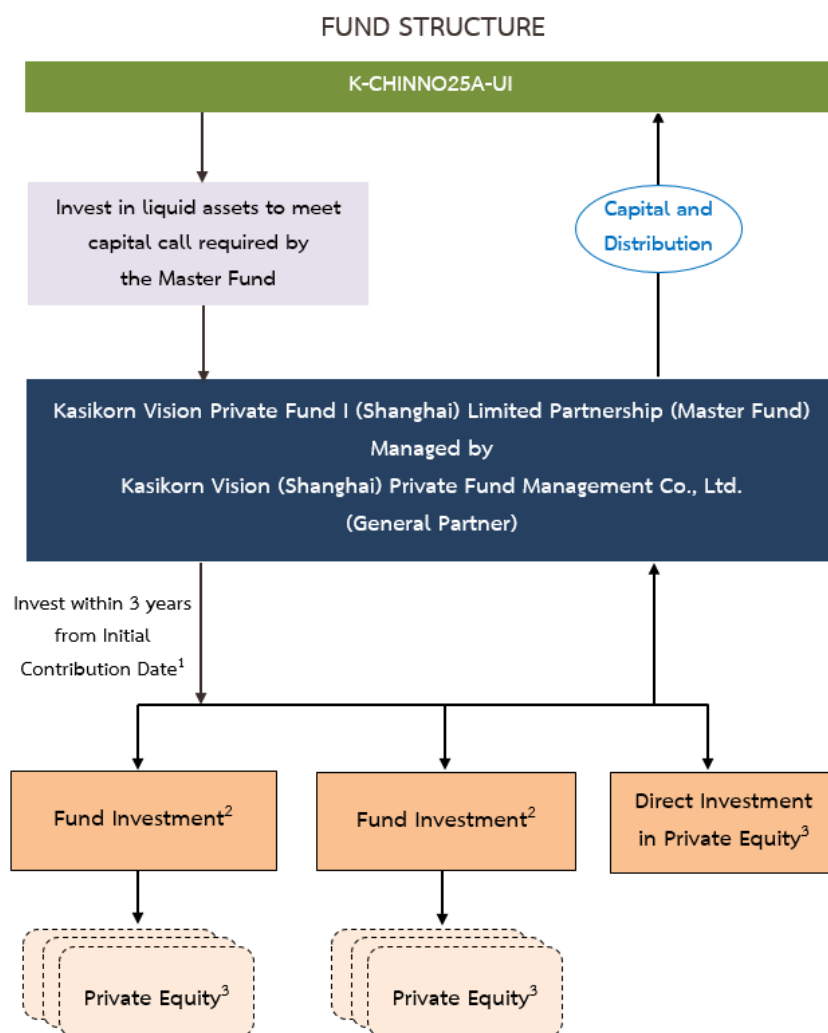 FUND STRUCTURE
K-CHINNO25A-UI
Invest in liquid assets to meet
capital call required by
the Master Fund
Capital and
Distribution
Kasikorn Vision Private Fund I (Shanghai) Limited Partnership (Master Fund)
Managed by
Kasikorn Vision (Shanghai) Private Fund Management Co., Ltd.
(General Partner)
Invest within 3 years
from Initial
Contribution Date¹
Fund Investment²
Fund Investment²
Direct Investment
in Private Equity³
Private Equity³
Private Equity³